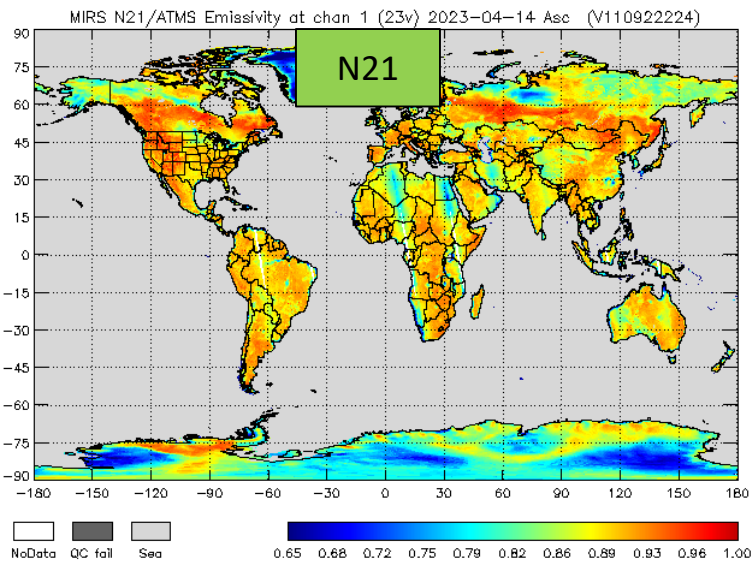 MIRS N21/ATMS Emissivity at chan 1 (23v) 2023-04-14 Asc (V110922224)
N21
90
75
60
45
30
15
0
-15
-30
-45
-60
-75
-90
-180 -150 -120 -90 -60 -30 0 30 60 90 120 150 180
NoData QC fail Sea
0.65 0.68 0.72 0.75 0.79 0.82 0.86 0.89 0.93 0.96 1.00